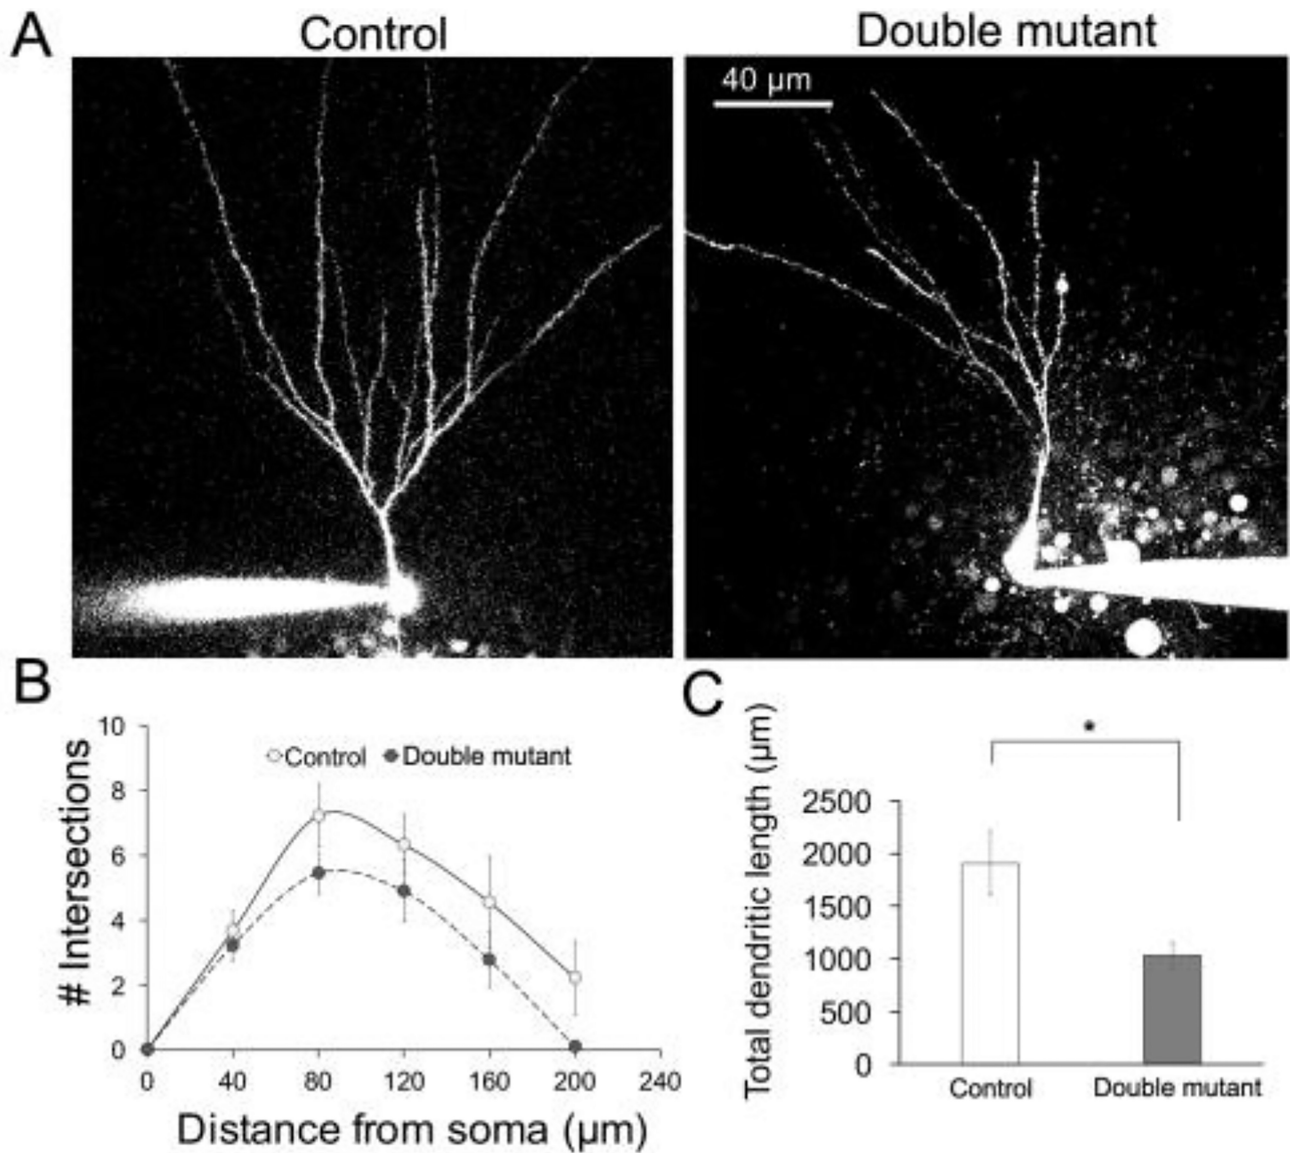 A
Control
Double mutant
40 µm
B
10
8
6
4
2
0
# Intersections
Control Double mutant
0 40 80 120 160 200 240
Distance from soma (µm)
C
*
Total dendritic length (µm)
2500
2000
1500
1000
500
0
Control Double mutant